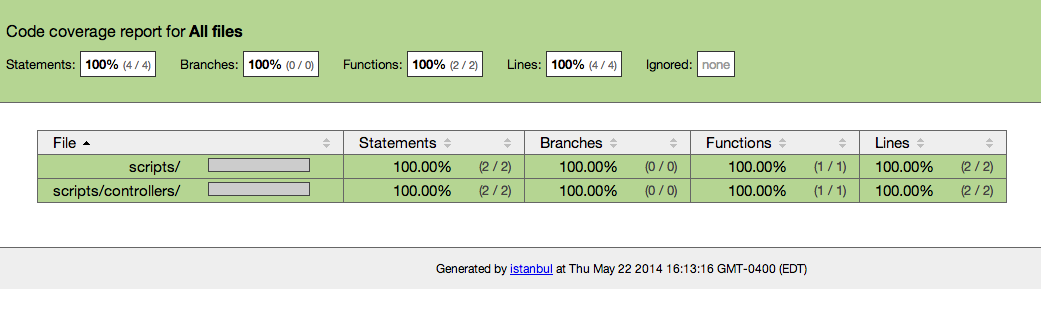 Code coverage report for All files
Statements: 100% (4 / 4) Branches: 100% (0 / 0) Functions: 100% (2 / 2) Lines: 100% (4 / 4) Ignored: none
File Statements Branches Functions Lines
scripts/ 100.00% (2 / 2) 100.00% (0 / 0) 100.00% (1 / 1) 100.00% (2 / 2)
scripts/controllers/ 100.00% (2 / 2) 100.00% (0 / 0) 100.00% (1 / 1) 100.00% (2 / 2)
Generated by istanbul at Thu May 22 2014 16:13:16 GMT-0400 (EDT)